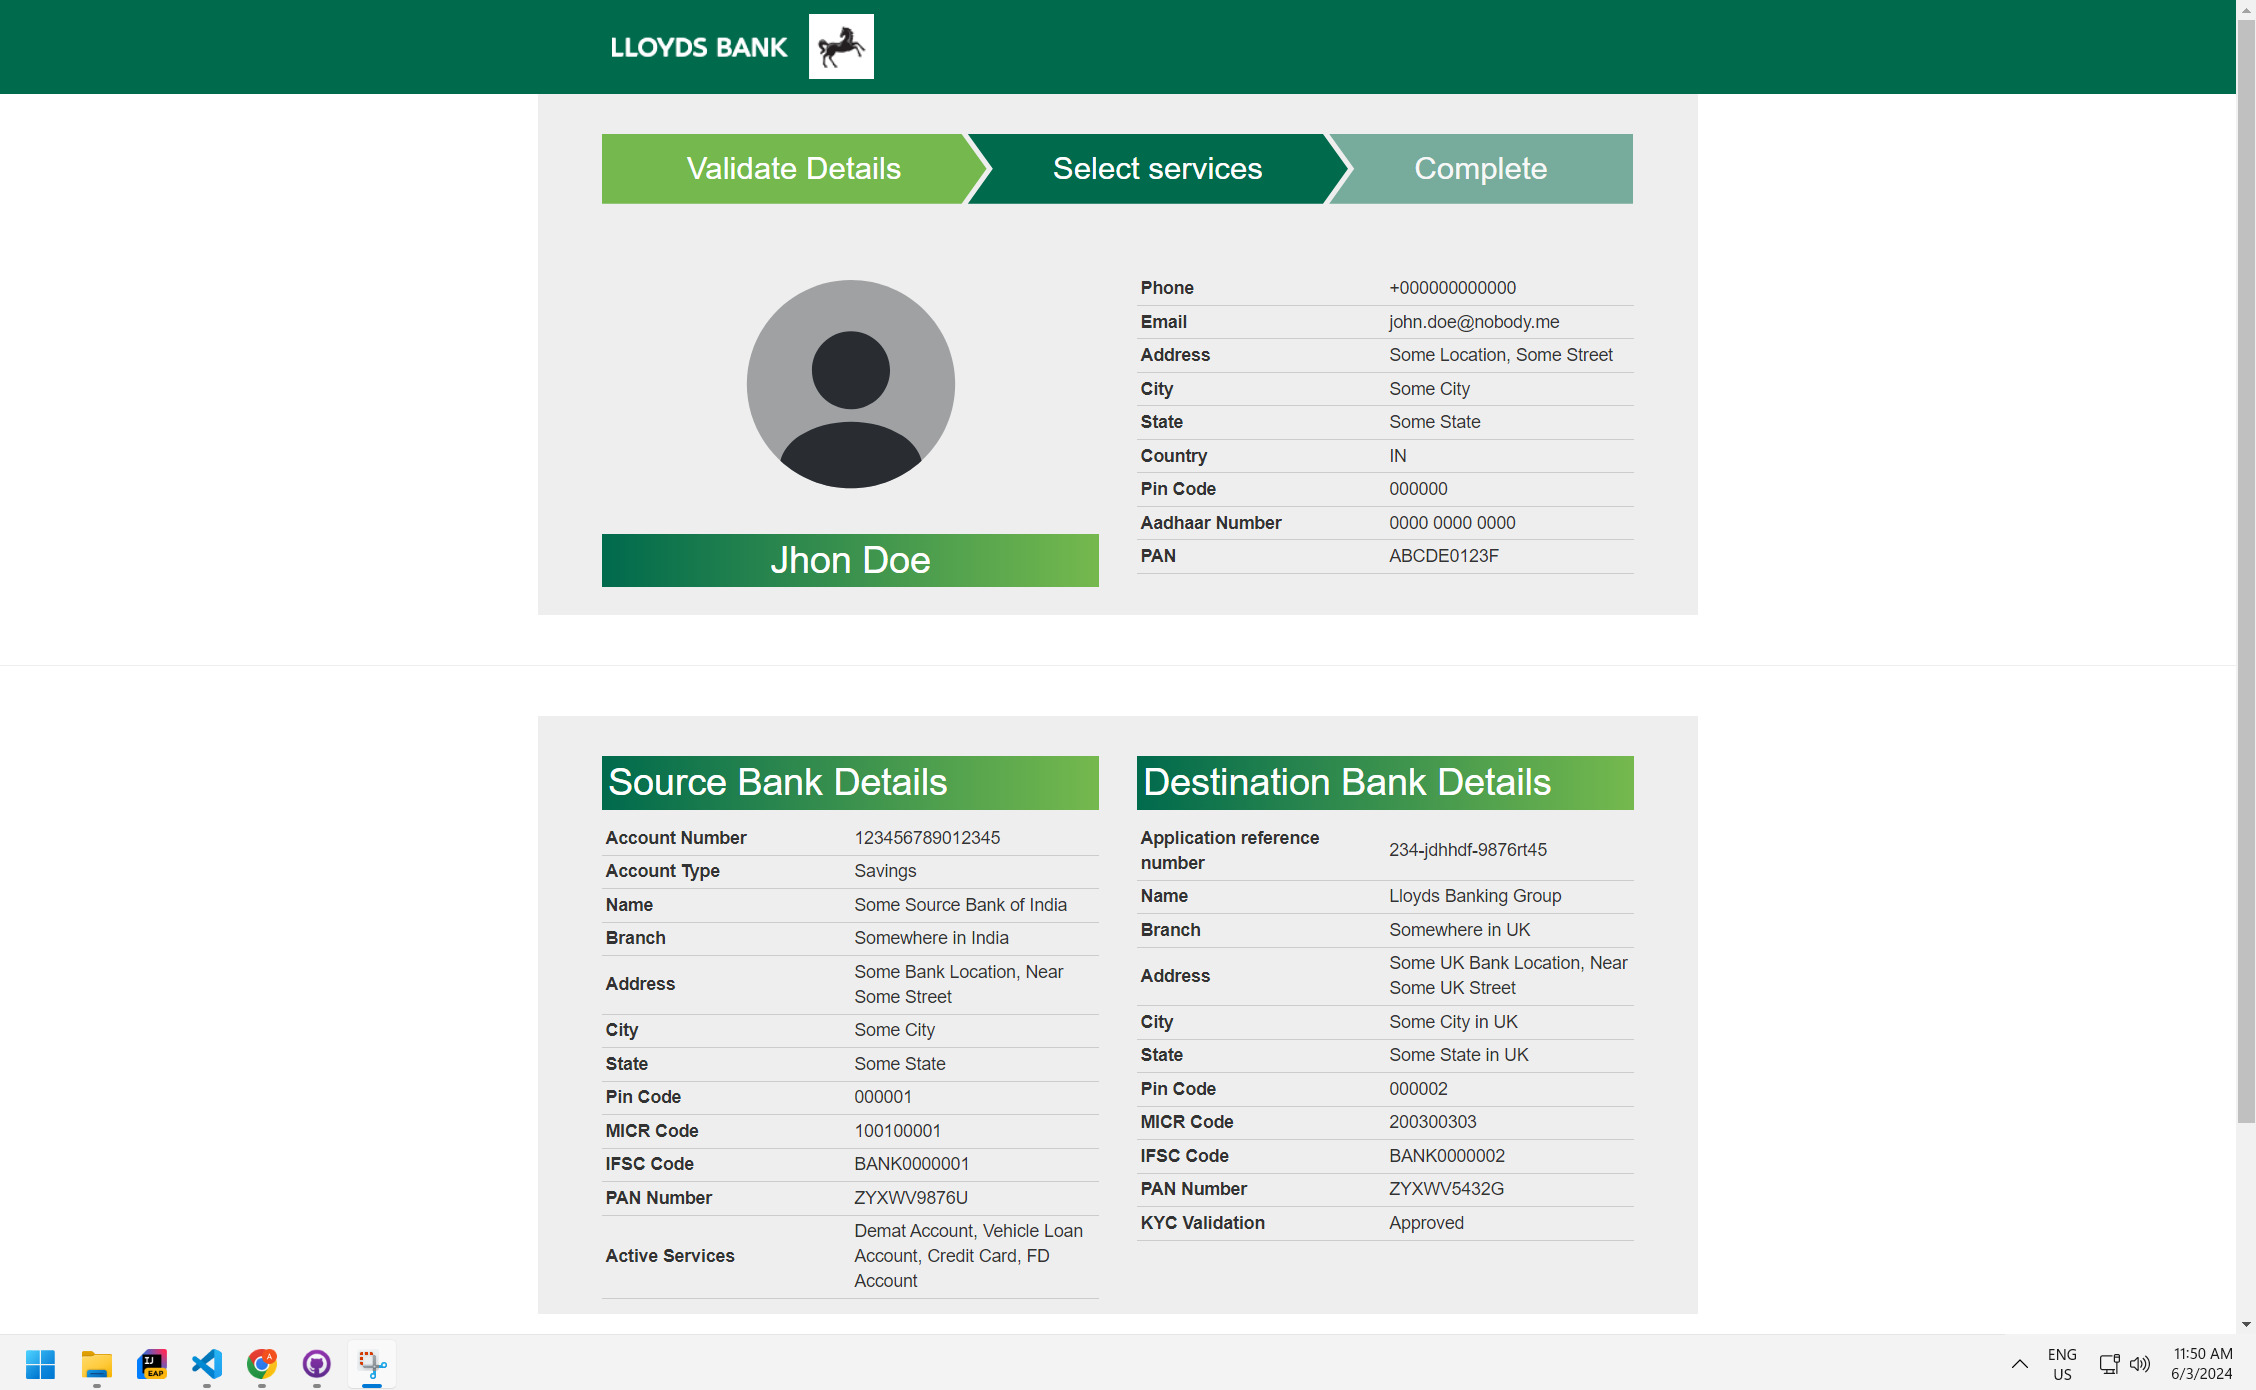 LLOYDS BANK
Validate Details
Select services
Complete
Jhon Doe
Phone +000000000000
Email john.doe@nobody.me
Address Some Location, Some Street
City Some City
State Some State
Country IN
Pin Code 000000
Aadhaar Number 0000 0000 0000
PAN ABCDE0123F
Source Bank Details
Account Number 123456789012345
Account Type Savings
Name Some Source Bank of India
Branch Somewhere in India
Address Some Bank Location, Near
Some Street
City Some City
State Some State
Pin Code 000001
MICR Code 100100001
IFSC Code BANK0000001
PAN Number ZYXWV9876U
Active Services Demat Account, Vehicle Loan
Account, Credit Card, FD
Account
Destination Bank Details
Application reference
number 234-jdhhdf-9876rt45
Name Lloyds Banking Group
Branch Somewhere in UK
Address Some UK Bank Location, Near
Some UK Street
City Some City in UK
State Some State in UK
Pin Code 000002
MICR Code 200300303
IFSC Code BANK0000002
PAN Number ZYXWV5432G
KYC Validation Approved
IJ
EAP
A
ENG
US
11:50 AM
6/3/2024